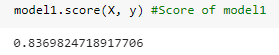 model1.score(X, y) #Score of model1
0.8369824718917706